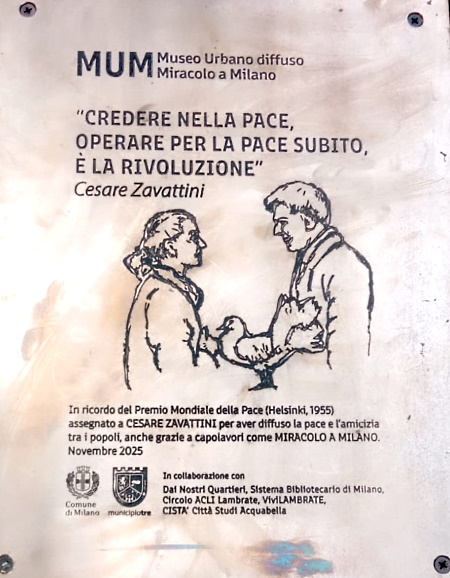 MUM Museo Urbano diffuso
Miracolo a Milano
"CREDERE NELLA PACE,
OPERARE PER LA PACE SUBITO,
È LA RIVOLUZIONE"
Cesare Zavattini
In ricordo del Premio Mondiale della Pace (Helsinki, 1955)
assegnato a CESARE ZAVATTINI per aver diffuso la pace e l'amicizia
tra i popoli, anche grazie a capolavori come MIRACOLO A MILANO.
Novembre 2025
In collaborazione con
Dai Nostri Quartieri, Sistema Bibliotecario di Milano,
Circolo ACLI Lambrate, ViviLAMBRATE,
CISTA' Città Studi Acquabella
Comune
di Milano
municipiotre